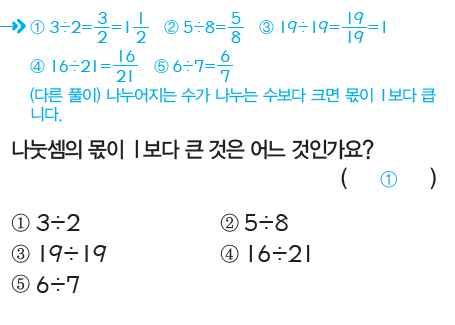 ① 3÷2=3/2=1 1/2 ② 5÷8=5/8 ③ 19÷19=19/19=1
④ 16÷21=16/21 ⑤ 6÷7=6/7
(다른 풀이) 나누어지는 수가 나누는 수보다 크면 몫이 1보다 큽
니다.
나눗셈의 몫이 1보다 큰 것은 어느 것인가요?
( ① )
① 3÷2 ② 5÷8
③ 19÷19 ④ 16÷21
⑤ 6÷7